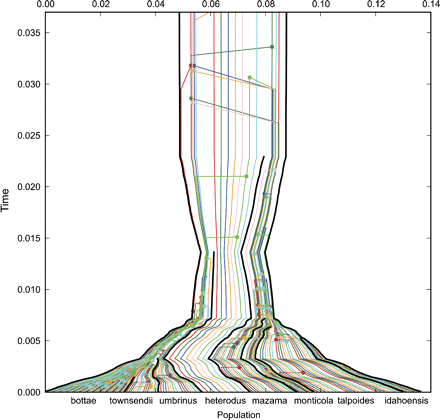 0.00 0.02 0.04 0.06 0.08 0.10 0.12 0.14
0.035
0.030
0.025
0.020
0.015
0.010
0.005
0.000
Time
bottae townsendii umbrinus heterodus mazama monticola talpoides idahoensis
Population